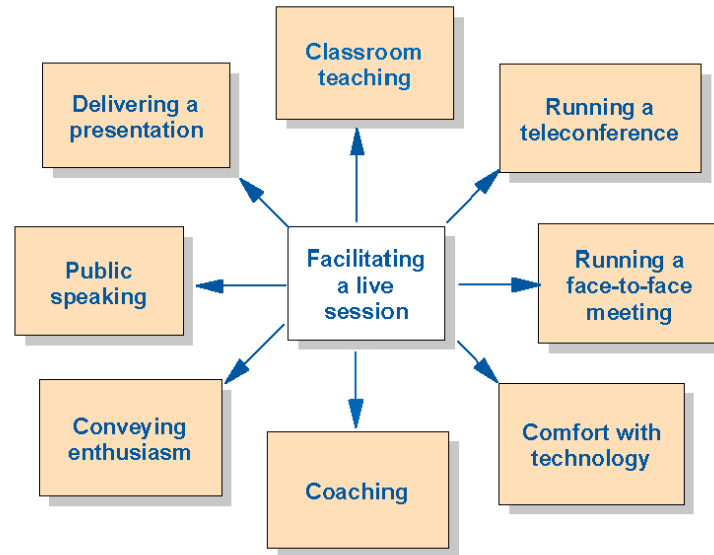 Classroom
teaching
Delivering a
presentation
Running a
teleconference
Facilitating
a live
session
Public
speaking
Running a
face-to-face
meeting
Conveying
enthusiasm
Coaching
Comfort with
technology